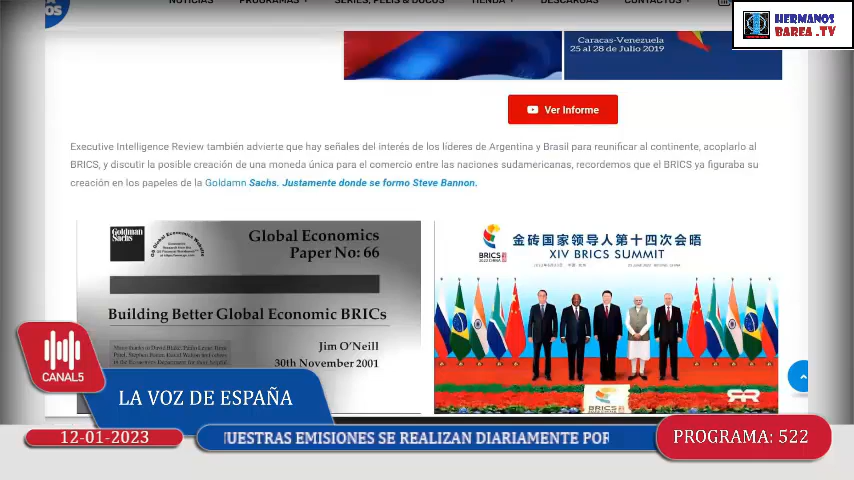 NOTICIAS PROGRAMAS SERIES, PELIS & DOCUS TIENDA DESCARGAS CONTACTOS
HERMANOS
BAREA .TV
Caracas-Venezuela
25 al 28 de Julio 2019
Ver Informe
Executive Intelligence Review también advierte que hay señales del interés de los líderes de Argentina y Brasil para reunificar al continente, acoplarlo al
BRICS, y discutir la posible creación de una moneda única para el comercio entre las naciones sudamericanas, recordemos que el BRICS ya figuraba su
creación en los papeles de la Goldamn Sachs. Justamente donde se formo Steve Bannon.
Goldman
Sachs
Global Economics
Paper No: 66
Building Better Global Economic BRICs
Jim O'Neill
30th November 2001
金砖国家领导人第十四次会晤
XIV BRICS SUMMIT
BRICS
BRICS
CANAL5
LA VOZ DE ESPAÑA
12-01-2023
NUESTRAS EMISIONES SE REALIZAN DIARIAMENTE POR
PROGRAMA: 522